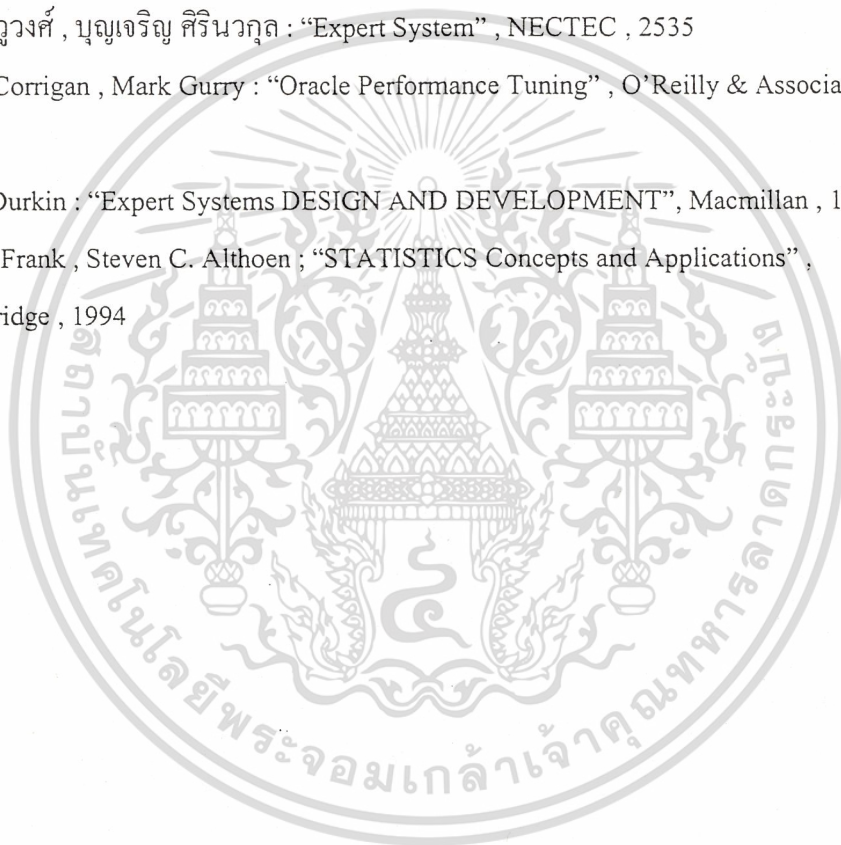 ูวงศ์ , บุญเจริญ ศิรินวกุล : “Expert System” , NECTEC , 2535
Corrigan , Mark Gurry : “Oracle Performance Tuning” , O’Reilly & Associa
Durkin : “Expert Systems DESIGN AND DEVELOPMENT”, Macmillan , 1
Frank , Steven C. Althoen ; “STATISTICS Concepts and Applications” ,
ridge , 1994
สถาบันเทคโนโลยีพระจอมเกล้าเจ้าคุณทหารลาดกระบัง